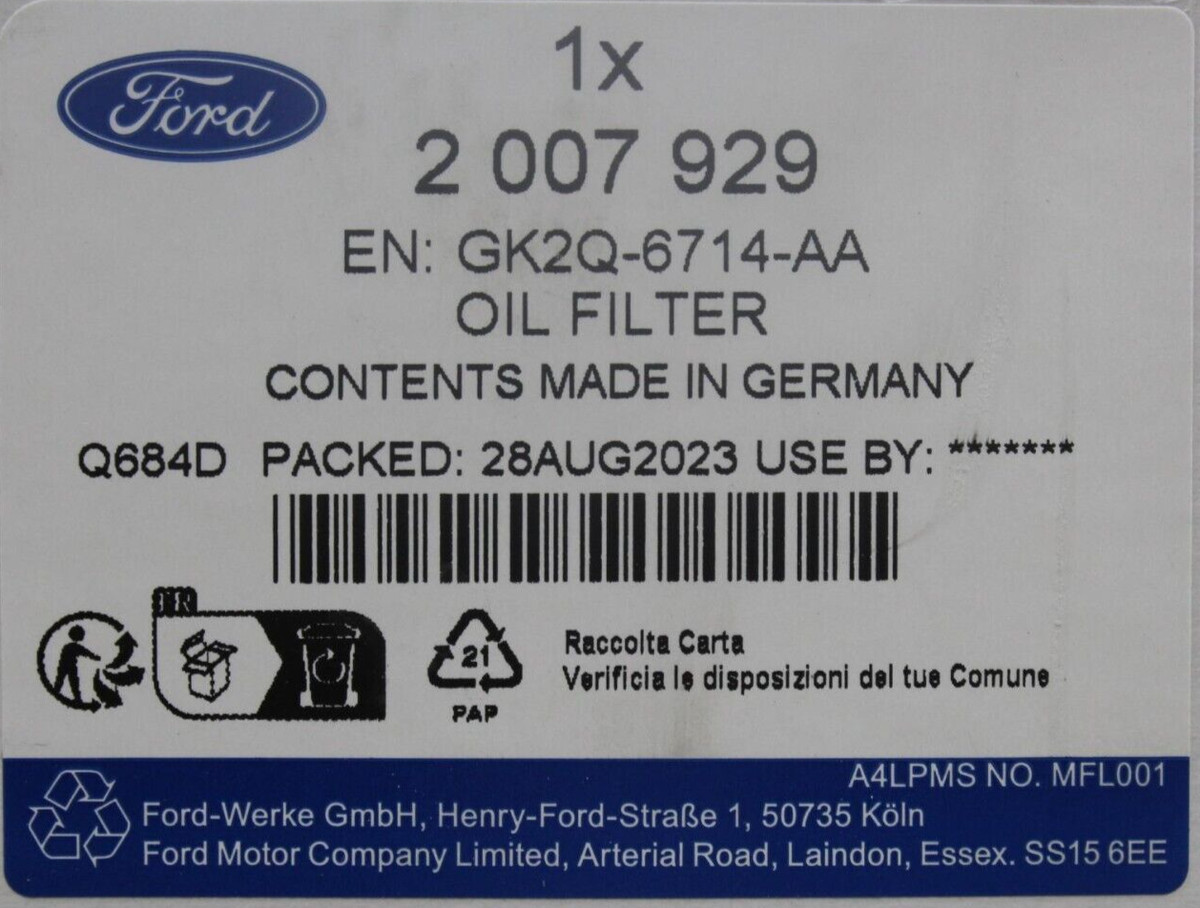 Ford
1x
2 007 929
EN: GK2Q-6714-AA
OIL FILTER
CONTENTS MADE IN GERMANY
Q684D PACKED: 28AUG2023 USE BY: *******
FR
21
PAP
Raccolta Carta
Verificia le disposizioni del tue Comune
A4LPMS NO. MFL001
Ford-Werke GmbH, Henry-Ford-Straße 1, 50735 Köln
Ford Motor Company Limited, Arterial Road, Laindon, Essex. SS15 6EE